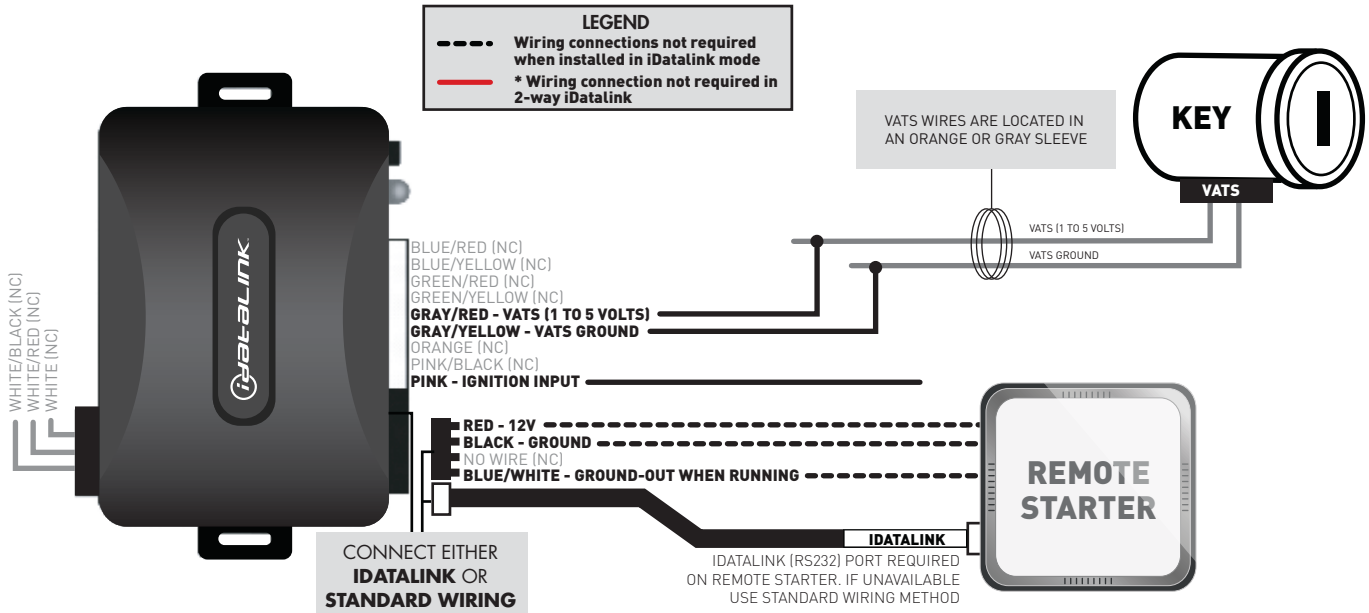 LEGEND
Wiring connections not required
when installed in iDatalink mode
* Wiring connection not required in
2-way iDatalink
VATS WIRES ARE LOCATED IN
AN ORANGE OR GRAY SLEEVE
KEY
VATS
VATS (1 TO 5 VOLTS)
VATS GROUND
iDATALINK
BLUE/RED (NC)
BLUE/YELLOW (NC)
GREEN/RED (NC)
GREEN/YELLOW (NC)
GRAY/RED - VATS (1 TO 5 VOLTS)
GRAY/YELLOW - VATS GROUND
ORANGE (NC)
PINK/BLACK (NC)
PINK - IGNITION INPUT
WHITE/BLACK (NC)
WHITE/RED (NC)
WHITE (NC)
RED - 12V
BLACK - GROUND
NO WIRE (NC)
BLUE/WHITE - GROUND-OUT WHEN RUNNING
REMOTE
STARTER
IDATALINK
IDATALINK (RS232) PORT REQUIRED
ON REMOTE STARTER. IF UNAVAILABLE
USE STANDARD WIRING METHOD
CONNECT EITHER
IDATALINK OR
STANDARD WIRING